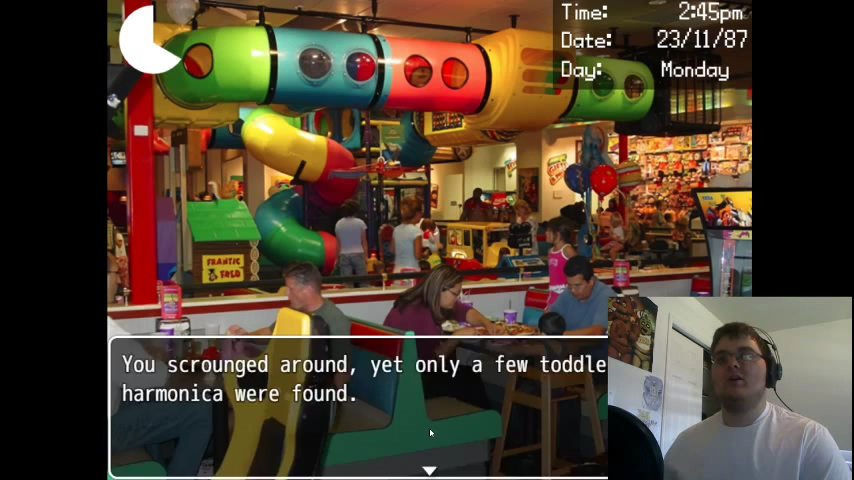 Time: 2:45pm
Date: 23/11/87
Day: Monday
FRANTIC
You scrounged around, yet only a few toddle
harmonica were found.